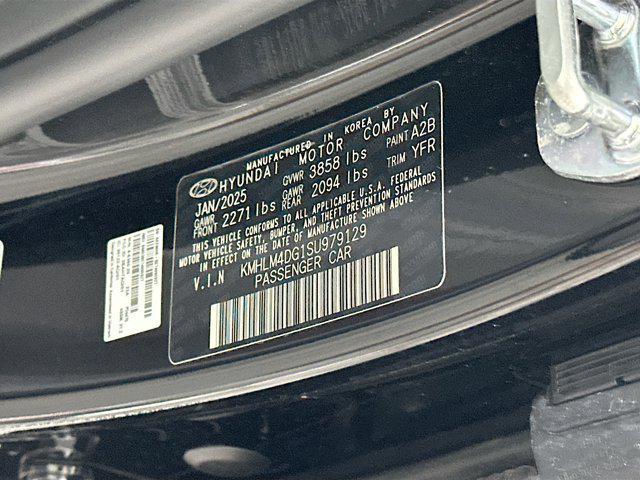 MANUFACTURED IN KOREA BY
HYUNDAI MOTOR COMPANY
JAN/2025 GVWR 3858 lbs PAINT A2B
GAWR FRONT 2271 lbs GAWR REAR 2094 lbs TRIM YFR
THIS VEHICLE CONFORMS TO ALL APPLICABLE U.S.A. FEDERAL
MOTOR VEHICLE SAFETY, BUMPER, AND THEFT PREVENTION STANDARDS
IN EFFECT ON THE DATE OF MANUFACTURE SHOWN ABOVE.
V.I.N KMHLM4DG1SU979129
PASSENGER CAR